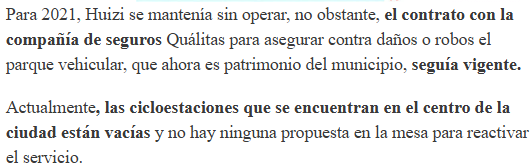 Para 2021, Huizi se mantenía sin operar, no obstante, el contrato con la
compañía de seguros Quálitas para asegurar contra daños o robos el
parque vehicular, que ahora es patrimonio del municipio, seguía vigente.
Actualmente, las cicloestaciones que se encuentran en el centro de la
ciudad están vacías y no hay ninguna propuesta en la mesa para reactivar
el servicio.